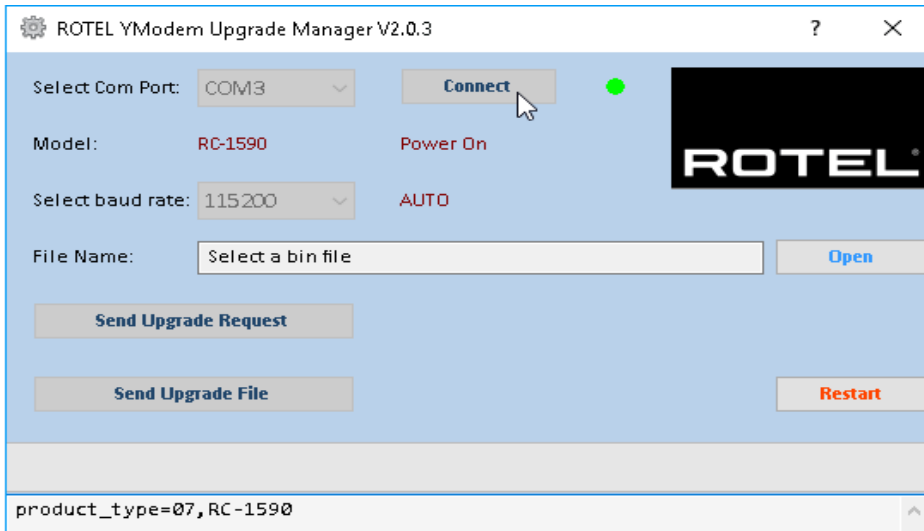 ROTEL YModem Upgrade Manager V2.0.3 ?
Select Com Port: COM3 Connect
ROTEL
Model: RC-1590 Power On
Select baud rate: 115200 AUTO
File Name: Select a bin file Open
Send Upgrade Request
Send Upgrade File Restart
product_type=07,RC-1590